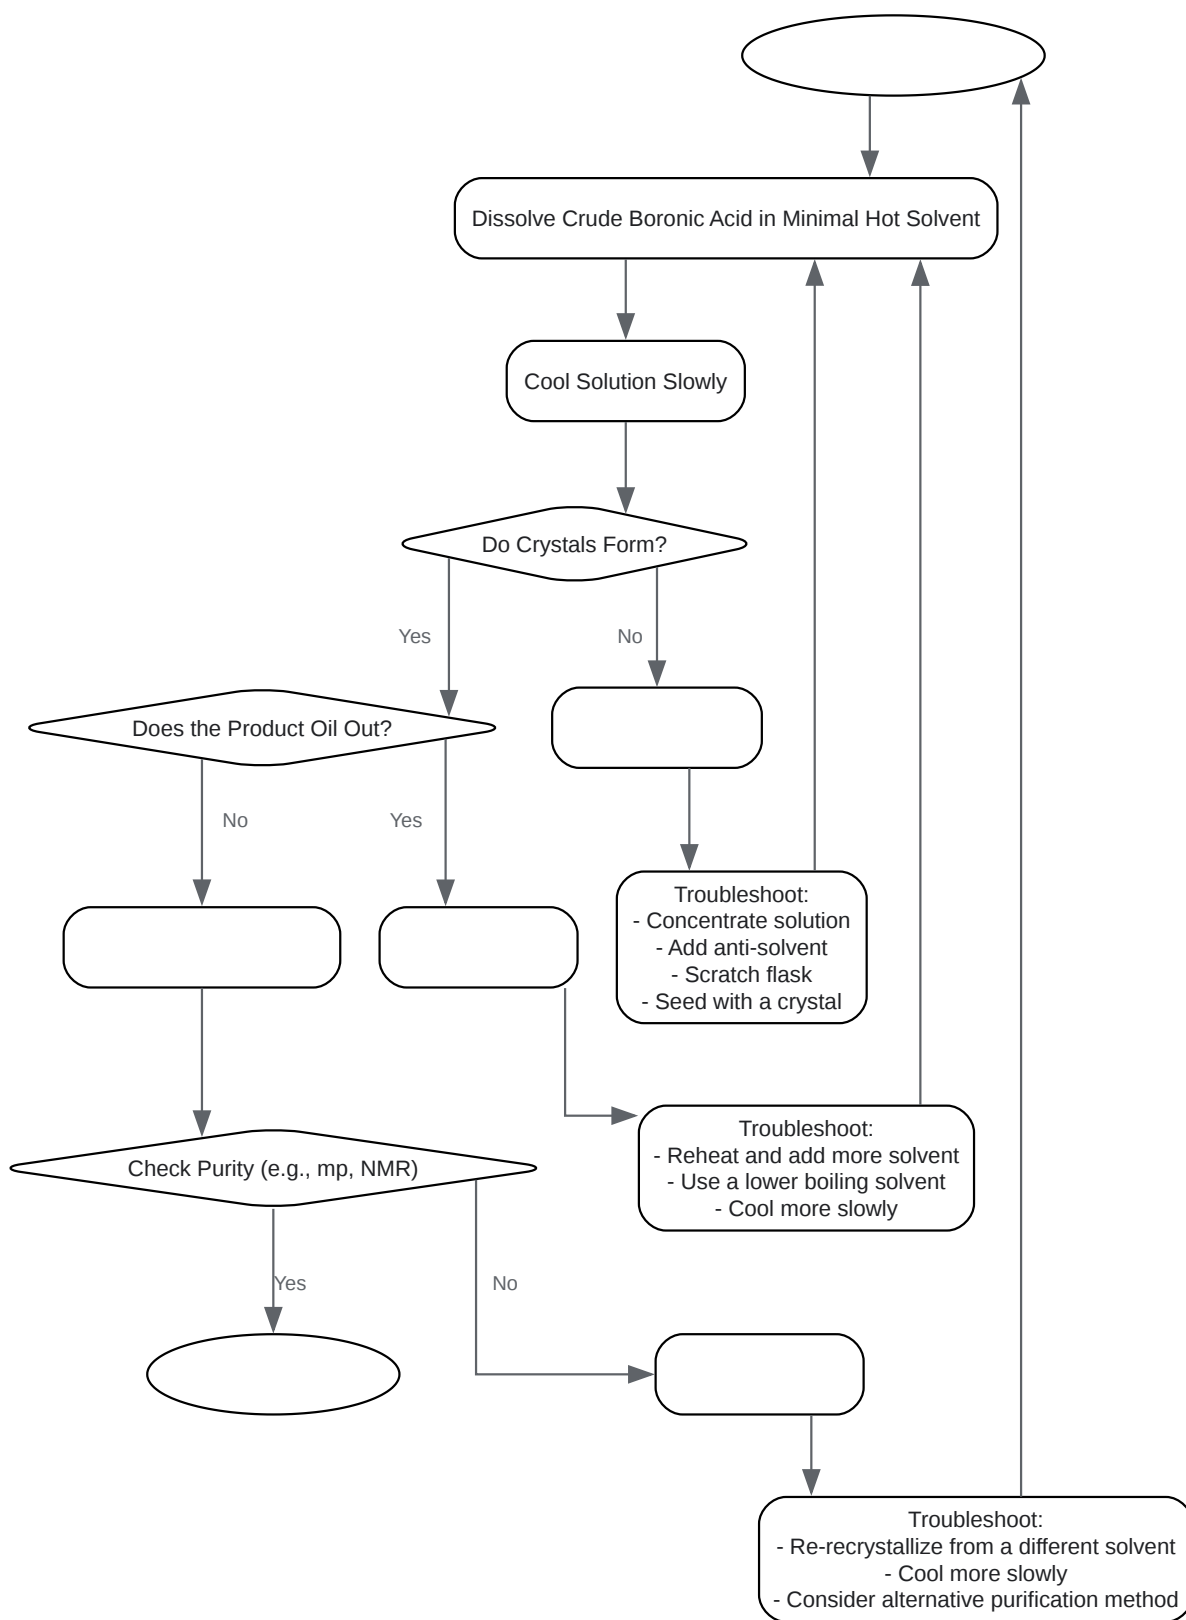 Dissolve Crude Boronic Acid in Minimal Hot Solvent
Cool Solution Slowly
Do Crystals Form?
Yes
No
Does the Product Oil Out?
No
Yes
Troubleshoot:
- Concentrate solution
- Add anti-solvent
- Scratch flask
- Seed with a crystal
Troubleshoot:
- Reheat and add more solvent
- Use a lower boiling solvent
- Cool more slowly
Check Purity (e.g., mp, NMR)
Yes
No
Troubleshoot:
- Re-recrystallize from a different solvent
- Cool more slowly
- Consider alternative purification method